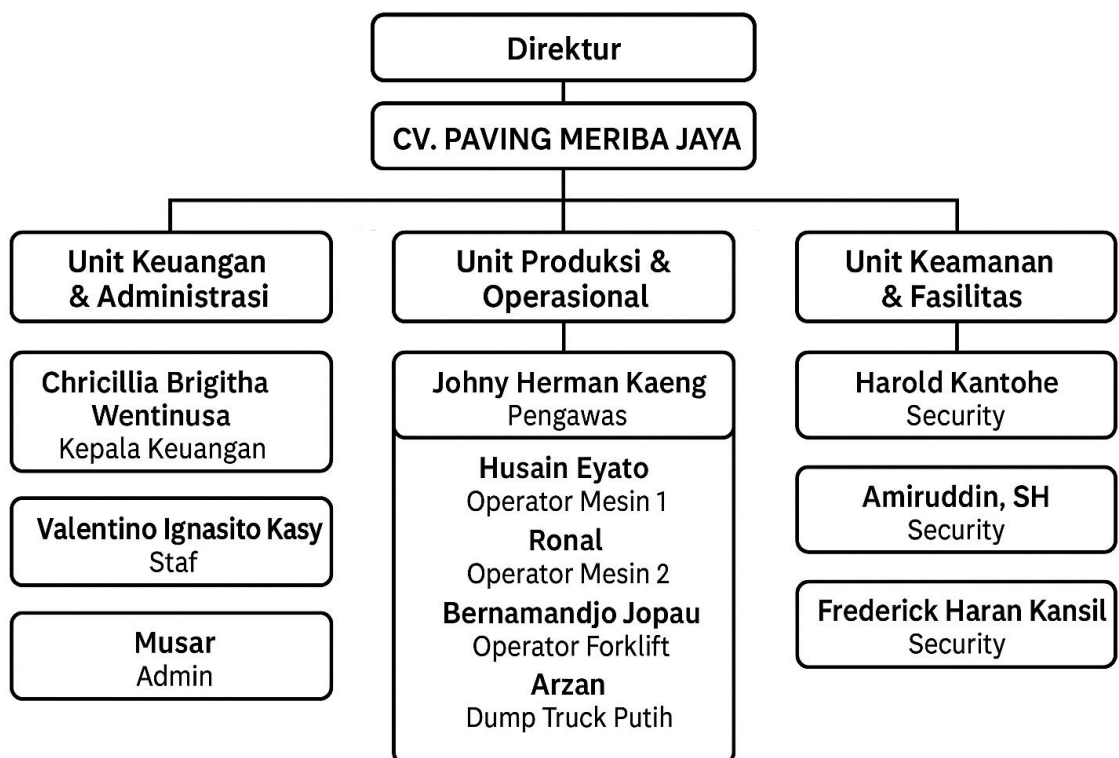 Direktur
CV. PAVING MERIBA JAYA
Unit Keuangan
& Administrasi
Chricillia Brigitha
Wentinusa
Kepala Keuangan
Valentino Ignasito Kasy
Staf
Musar
Admin
Unit Produksi &
Operasional
Johny Herman Kaeng
Pengawas
Husain Eyato
Operator Mesin 1
Ronal
Operator Mesin 2
Bernamandjo Jopau
Operator Forklift
Arzan
Dump Truck Putih
Unit Keamanan
& Fasilitas
Harold Kantohe
Security
Amiruddin, SH
Security
Frederick Haran Kansil
Security